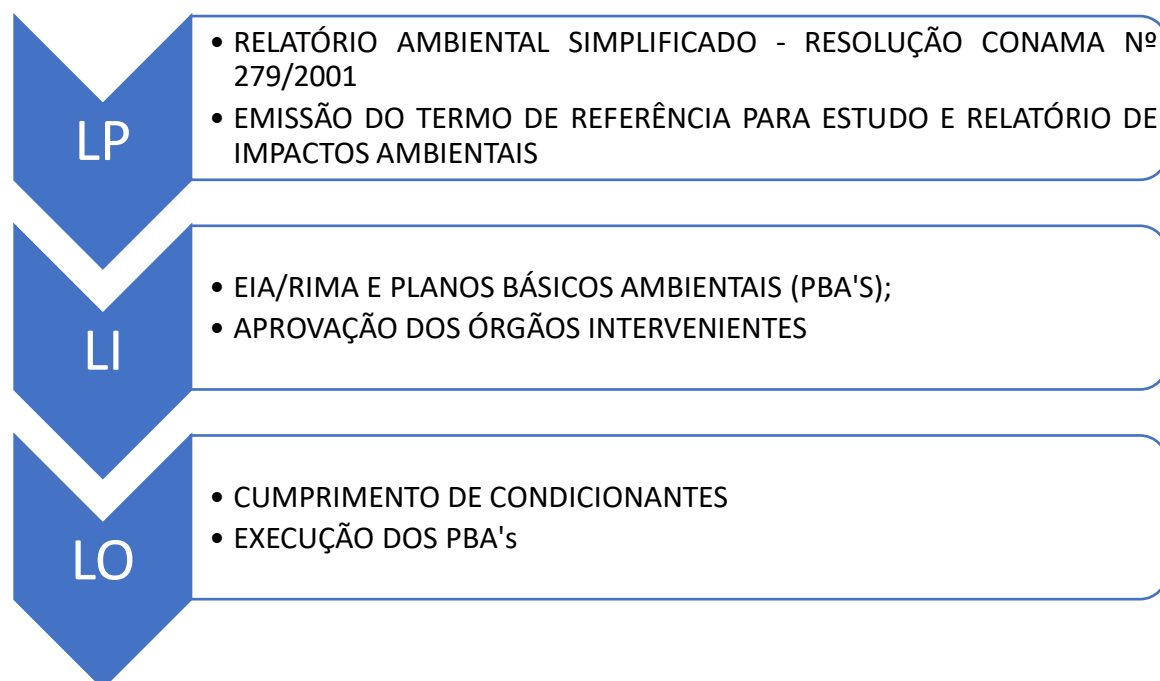 LP
• RELATÓRIO AMBIENTAL SIMPLIFICADO - RESOLUÇÃO CONAMA Nº
279/2001
• EMISSÃO DO TERMO DE REFERÊNCIA PARA ESTUDO E RELATÓRIO DE
IMPACTOS AMBIENTAIS
LI
• EIA/RIMA E PLANOS BÁSICOS AMBIENTAIS (PBA'S);
• APROVAÇÃO DOS ÓRGÃOS INTERVENIENTES
LO
• CUMPRIMENTO DE CONDICIONANTES
• EXECUÇÃO DOS PBA's